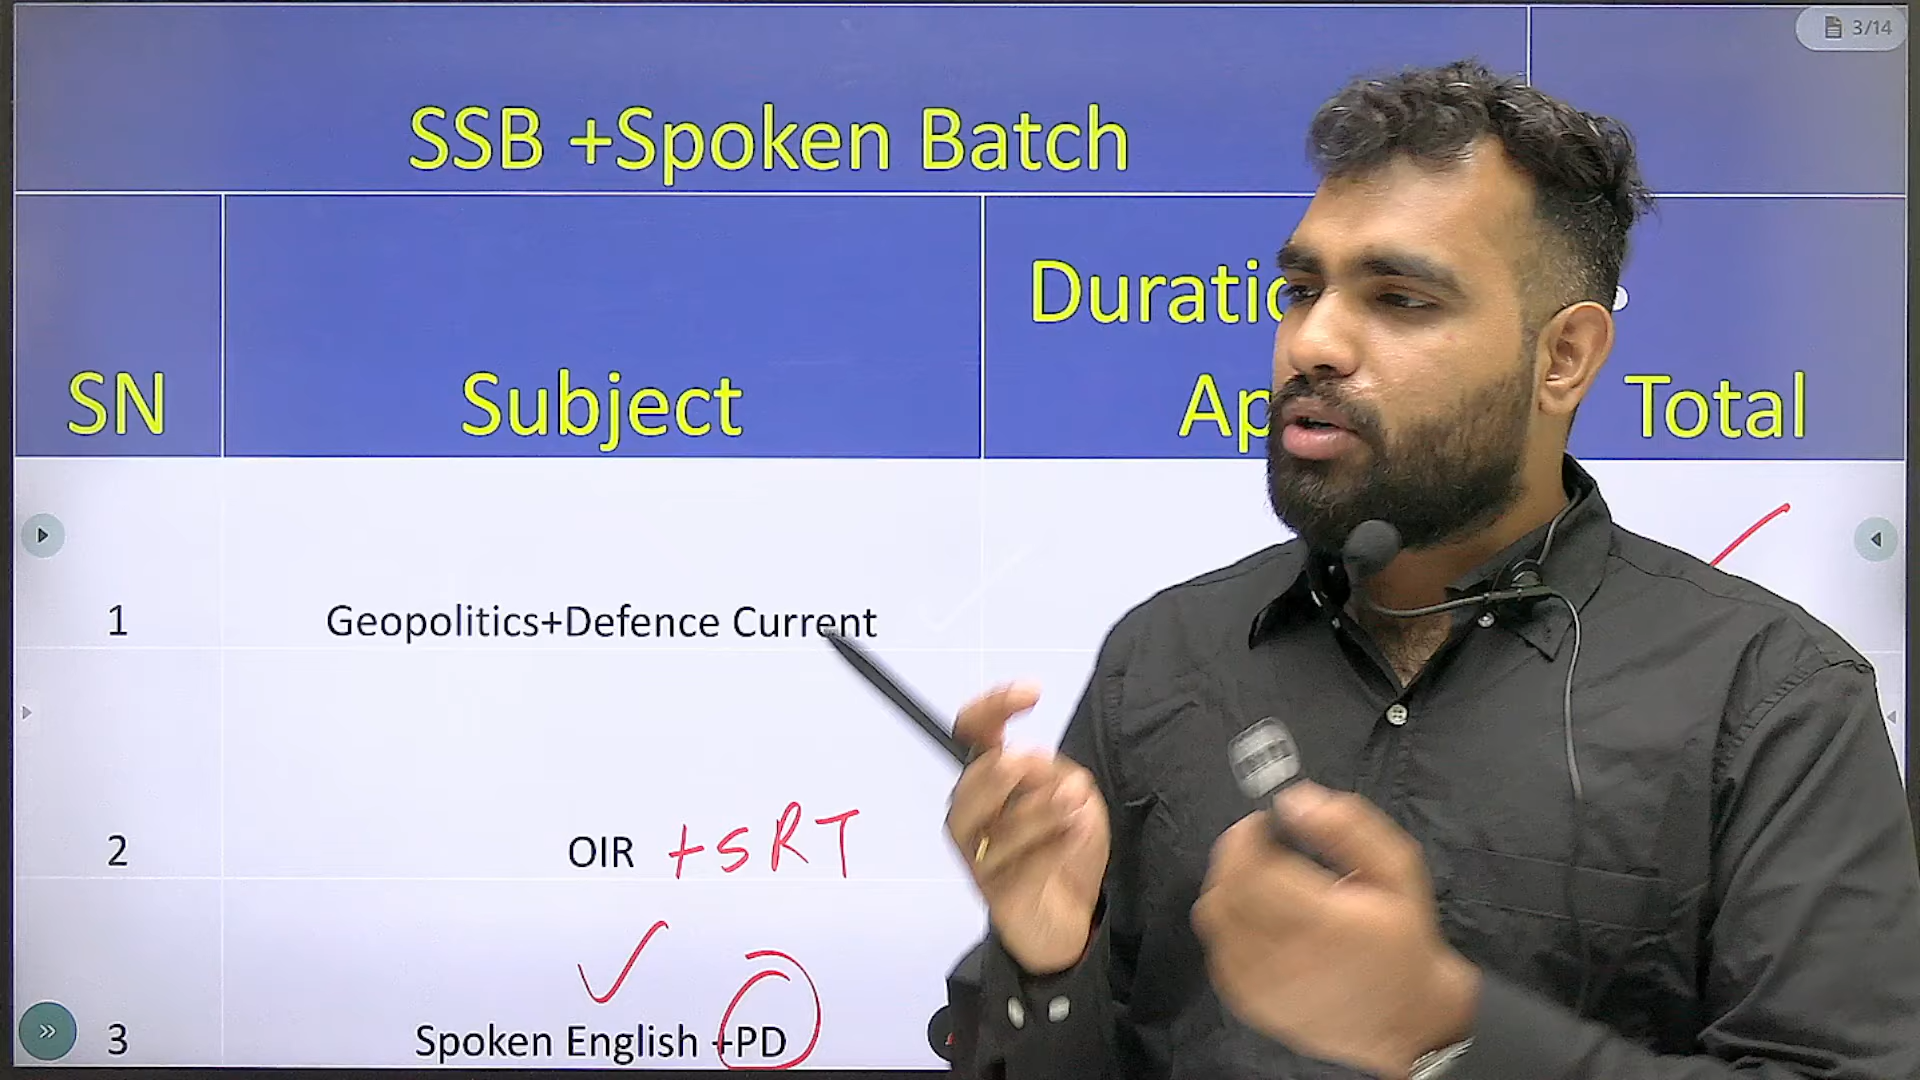 3/14
SSB +Spoken Batch
SN
Subject
Total
1
Geopolitics+Defence Current
2
OIR +SRT
3
Spoken English +PD